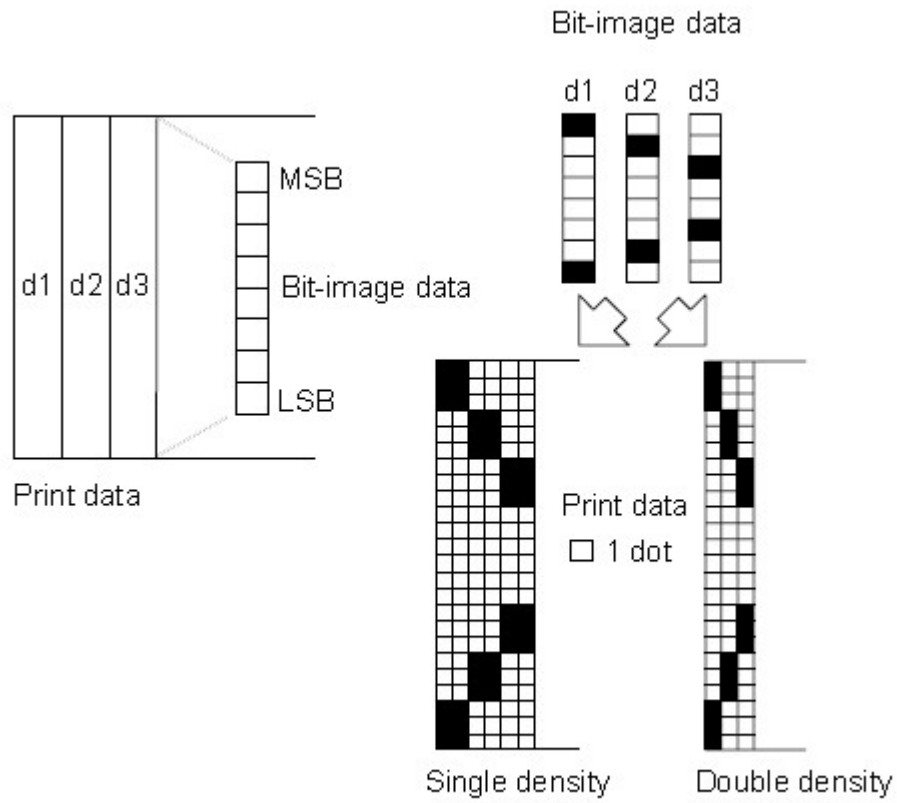 Bit-image data
d1 d2 d3
MSB
d1 d2 d3
Bit-image data
LSB
Print data
Print data
1 dot
Single density
Double density